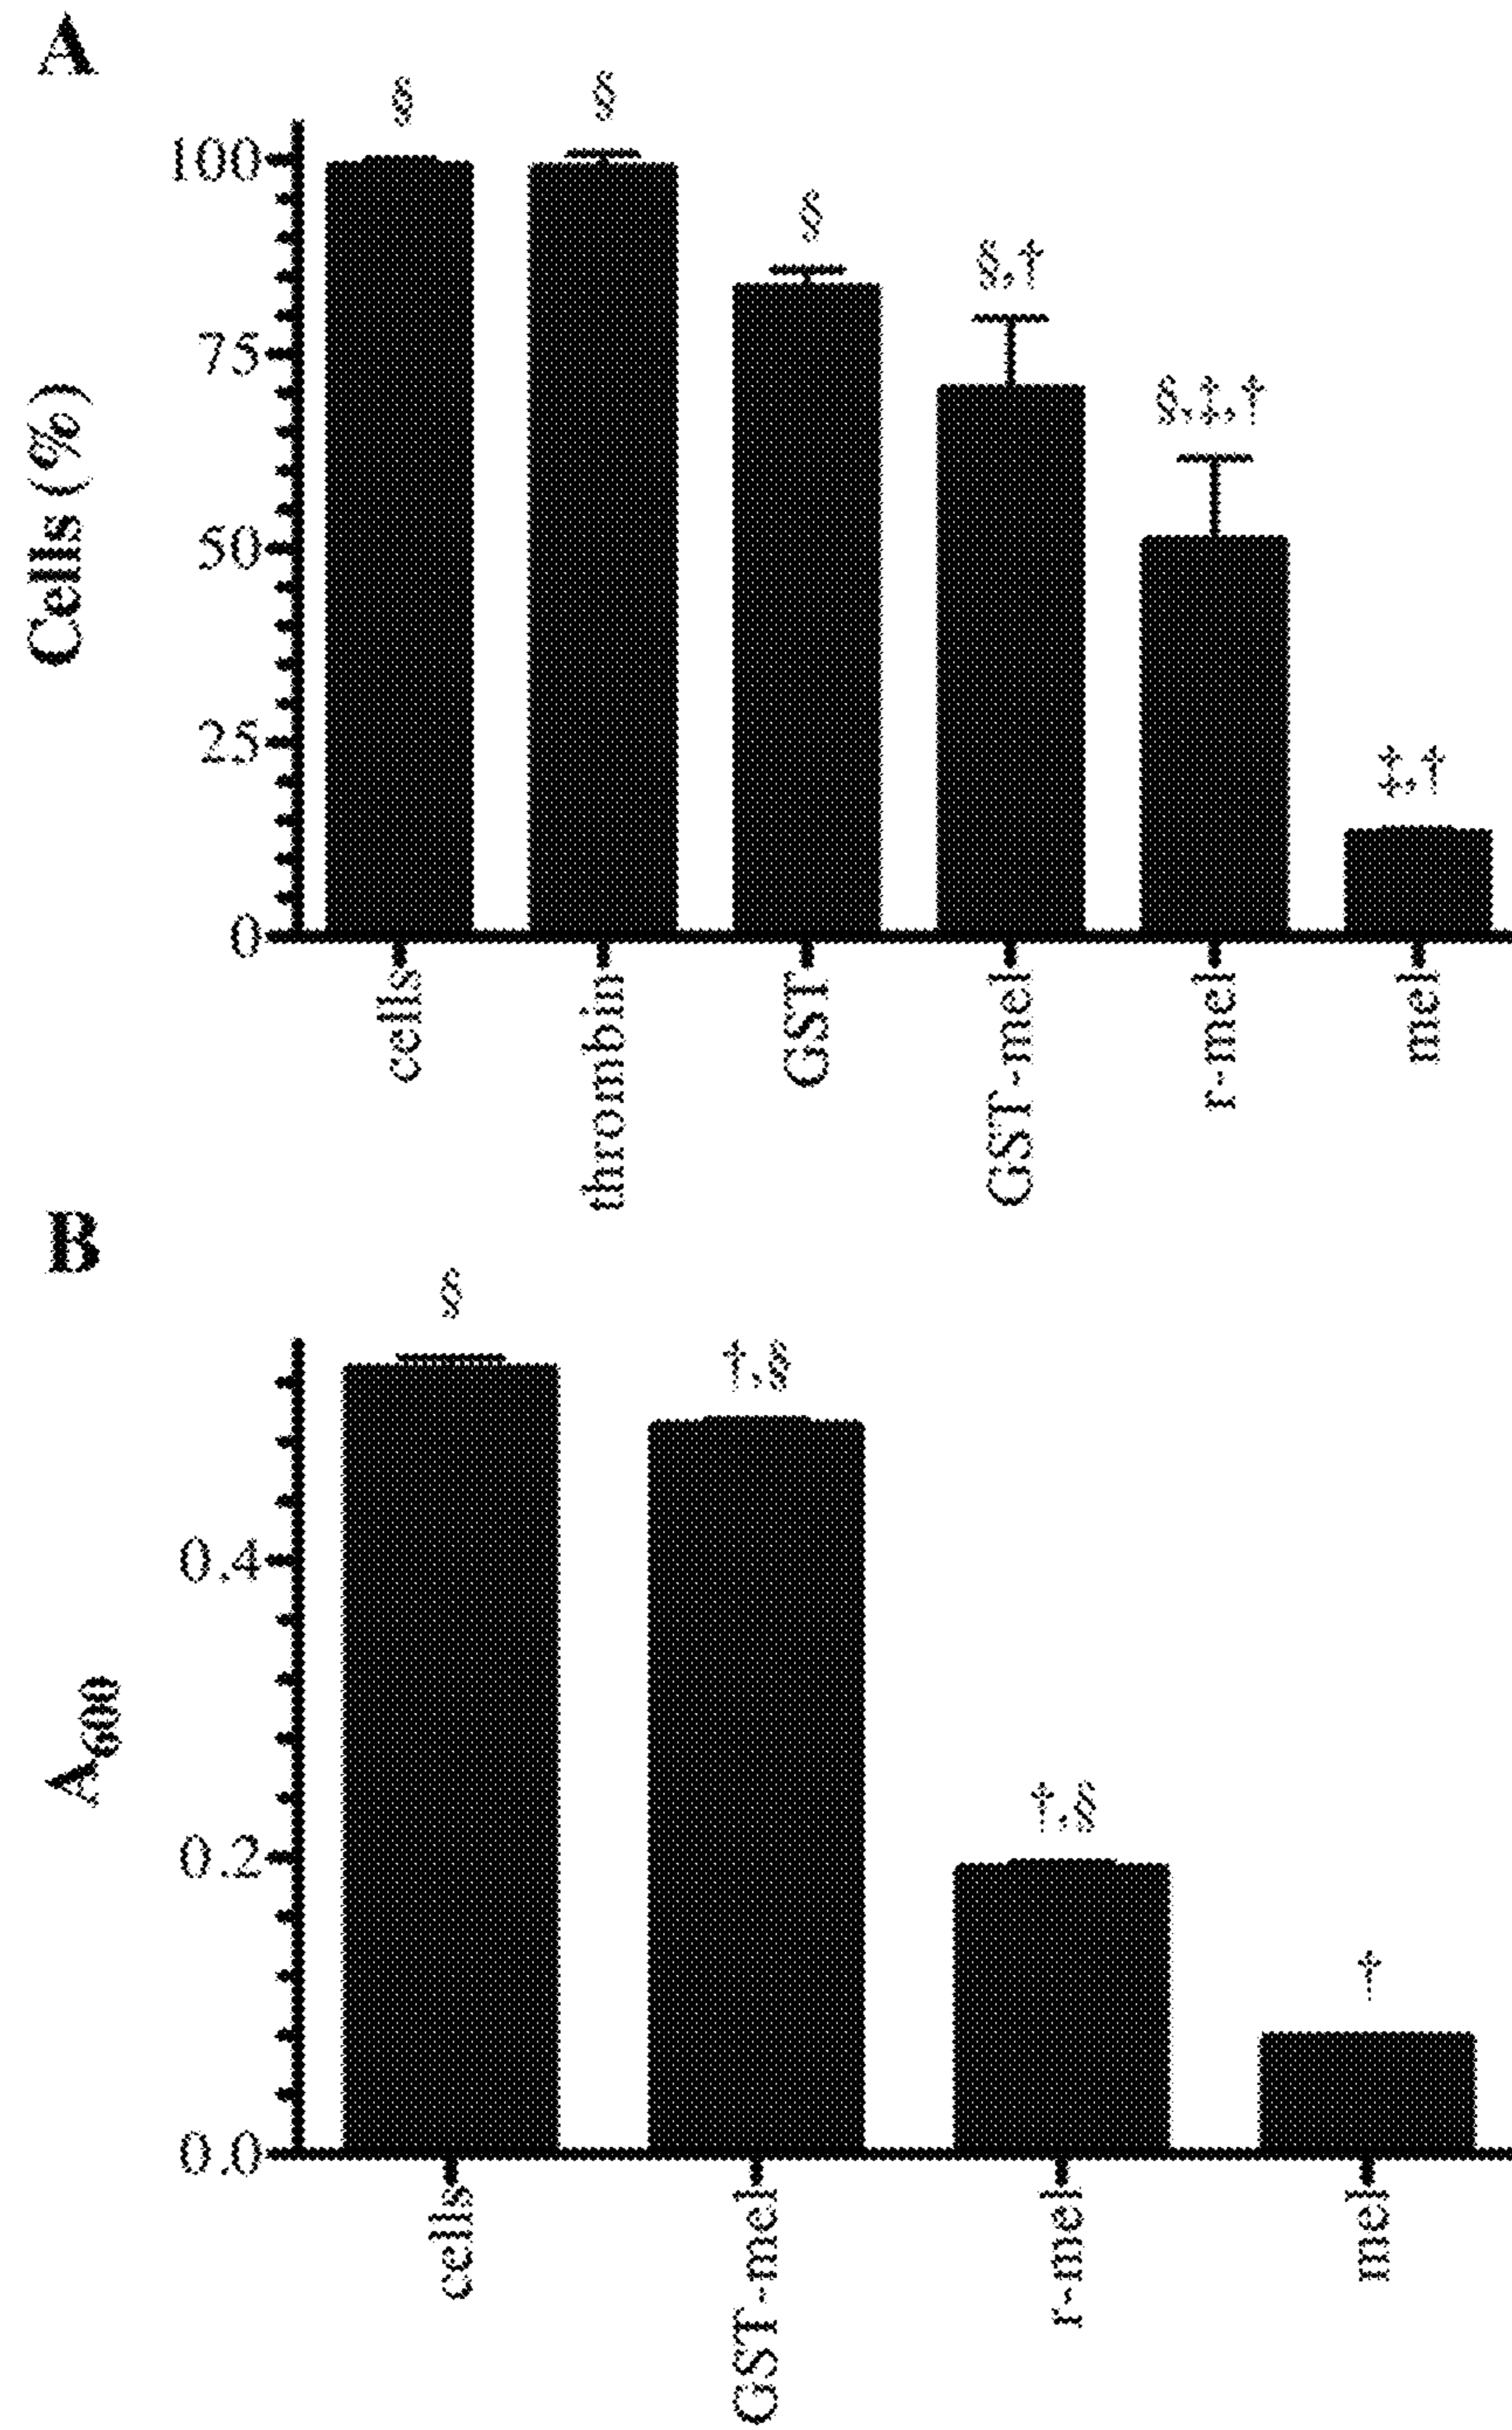 A
§ § § §,† §,‡,† ‡,†
Cells (%)
100
75
50
25
0
cells thrombin GST GST-mel r-mel mel
B
§ †,§ †,§ †
A600
0.4
0.2
0.0
cells GST-mel r-mel mel